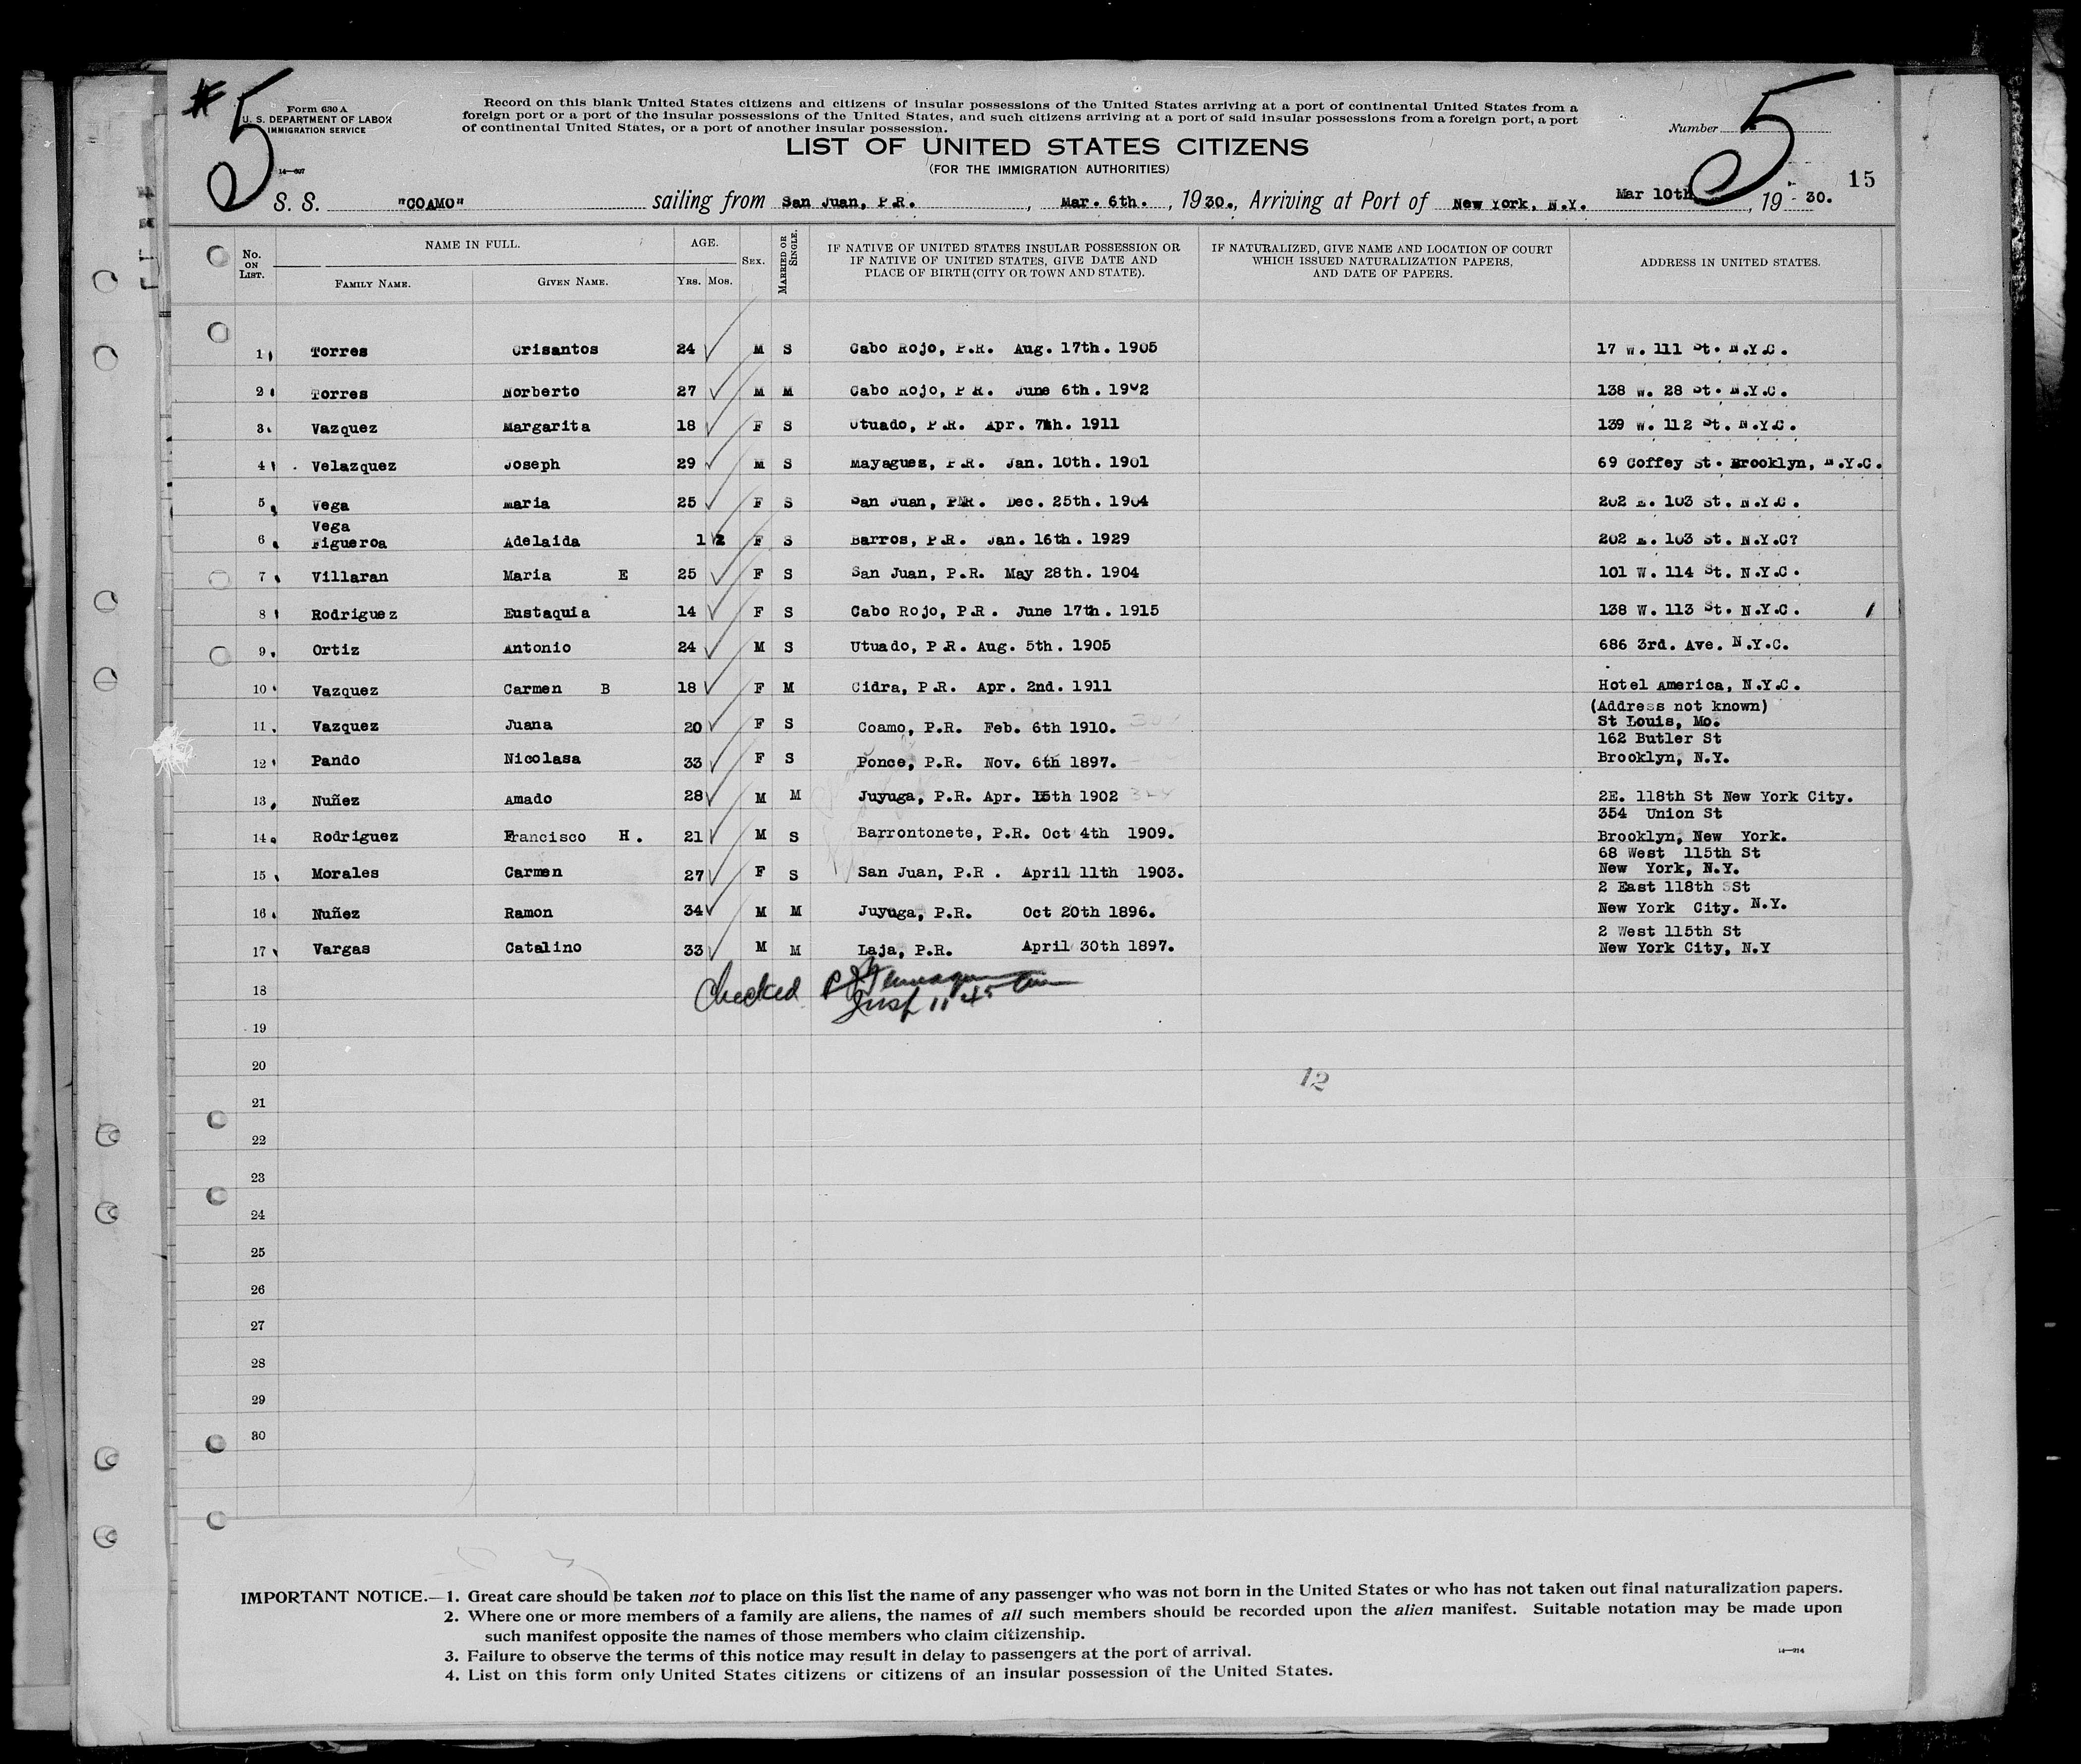 # 5
Form 630 A
U. S. DEPARTMENT OF LABOR
IMMIGRATION SERVICE
14—607
Record on this blank United States citizens and citizens of insular possessions of the United States arriving at a port of continental United States from a
foreign port or a port of the insular possessions of the United States, and such citizens arriving at a port of said insular possessions from a foreign port, a port
of continental United States, or a port of another insular possession.
LIST OF UNITED STATES CITIZENS
(FOR THE IMMIGRATION AUTHORITIES)
Number 5
15
S. S. "COAMO" sailing from San Juan, P.R. , Mar. 6th. , 1930., Arriving at Port of New York, N.Y. Mar 10th , 19 30.
No. ON LIST. NAME IN FULL. AGE. SEX. MARRIED OR SINGLE. IF NATIVE OF UNITED STATES INSULAR POSSESSION OR IF NATIVE OF UNITED STATES, GIVE DATE AND PLACE OF BIRTH (CITY OR TOWN AND STATE). IF NATURALIZED, GIVE NAME AND LOCATION OF COURT WHICH ISSUED NATURALIZATION PAPERS, AND DATE OF PAPERS. ADDRESS IN UNITED STATES.
FAMILY NAME. GIVEN NAME. YRS. MOS.
1 Torres Crisantos 24 M S Cabo Rojo, P.R. Aug. 17th. 1905 17 W. 111 St. N.Y.C.
2 Torres Norberto 27 M M Cabo Rojo, P R. June 6th. 1902 138 W. 28 St. N.Y.C.
3 Vazquez Margarita 18 F S Utuado, P.R. Apr. 7th. 1911 139 W. 112 St. N.Y.C.
4 Velazquez Joseph 29 M S Mayaguez, P.R. Jan. 10th. 1901 69 Coffey St. Brooklyn, N.Y.C.
5 Vega Maria 25 F S San Juan, P.R. Dec. 25th. 1904 202 E. 103 St. N.Y.C.
Vega
6 Figueroa Adelaida 1 2 F S Barros, P.R. Jan. 16th. 1929 202 E. 103 St. N.Y.C?
7 Villaran Maria E 25 F S San Juan, P.R. May 28th. 1904 101 W. 114 St. N.Y.C.
8 Rodriguez Eustaquia 14 F S Cabo Rojo, P.R. June 17th. 1915 138 W. 113 St. N.Y.C.
9 Ortiz Antonio 24 M S Utuado, P.R. Aug. 5th. 1905 686 3rd. Ave. N.Y.C.
10 Vazquez Carmen B 18 F M Cidra, P.R. Apr. 2nd. 1911 Hotel America, N.Y.C.
(Address not known)
11 Vazquez Juana 20 F S Coamo, P.R. Feb. 6th 1910. St Louis, Mo.
162 Butler St
12 Pando Nicolasa 33 F S Ponce, P.R. Nov. 6th 1897. Brooklyn, N.Y.
13 Nuñez Amado 28 M M Juyuga, P.R. Apr. 15th 1902 2E. 118th St New York City.
354 Union St
14 Rodriguez Francisco H. 21 M S Barrontonete, P.R. Oct 4th 1909. Brooklyn, New York.
68 West 115th St
15 Morales Carmen 27 F S San Juan, P.R. April 11th 1903. New York, N.Y.
2 East 118th St
16 Nuñez Ramon 34 M M Juyuga, P.R. Oct 20th 1896. New York City. N.Y.
2 West 115th St
17 Vargas Catalino 33 M M Laja, P.R. April 30th 1897. New York City, N.Y
18 Checked
Insp 11 45 am
19
20
12
21
22
23
24
25
26
27
28
29
30
IMPORTANT NOTICE.—1. Great care should be taken not to place on this list the name of any passenger who was not born in the United States or who has not taken out final naturalization papers.
2. Where one or more members of a family are aliens, the names of all such members should be recorded upon the alien manifest. Suitable notation may be made upon
such manifest opposite the names of those members who claim citizenship.
3. Failure to observe the terms of this notice may result in delay to passengers at the port of arrival.
4. List on this form only United States citizens or citizens of an insular possession of the United States.
14—214